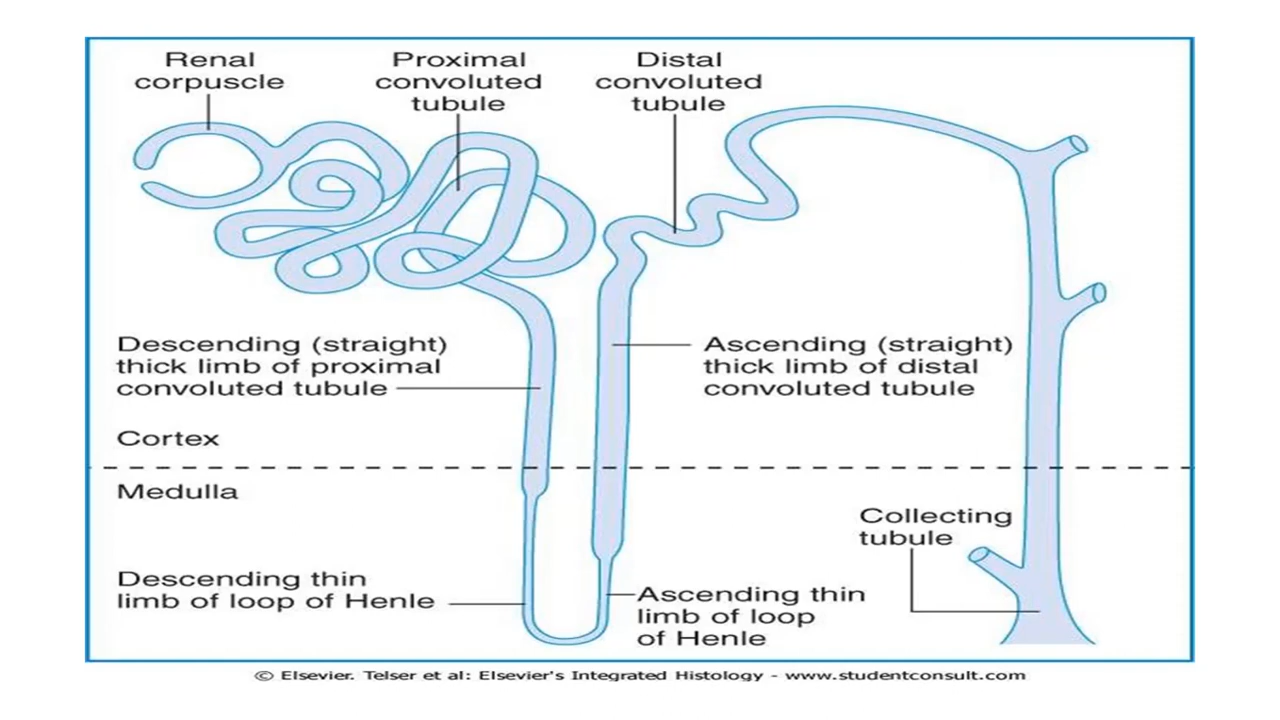 Renal
corpuscle
Proximal
convoluted
tubule
Distal
convoluted
tubule
Descending (straight)
thick limb of proximal
convoluted tubule
Ascending (straight)
thick limb of distal
convoluted tubule
Cortex
Medulla
Collecting
tubule
Descending thin
limb of loop of Henle
Ascending thin
limb of loop
of Henle
© Elsevier. Telser et al: Elsevier's Integrated Histology - www.studentconsult.com